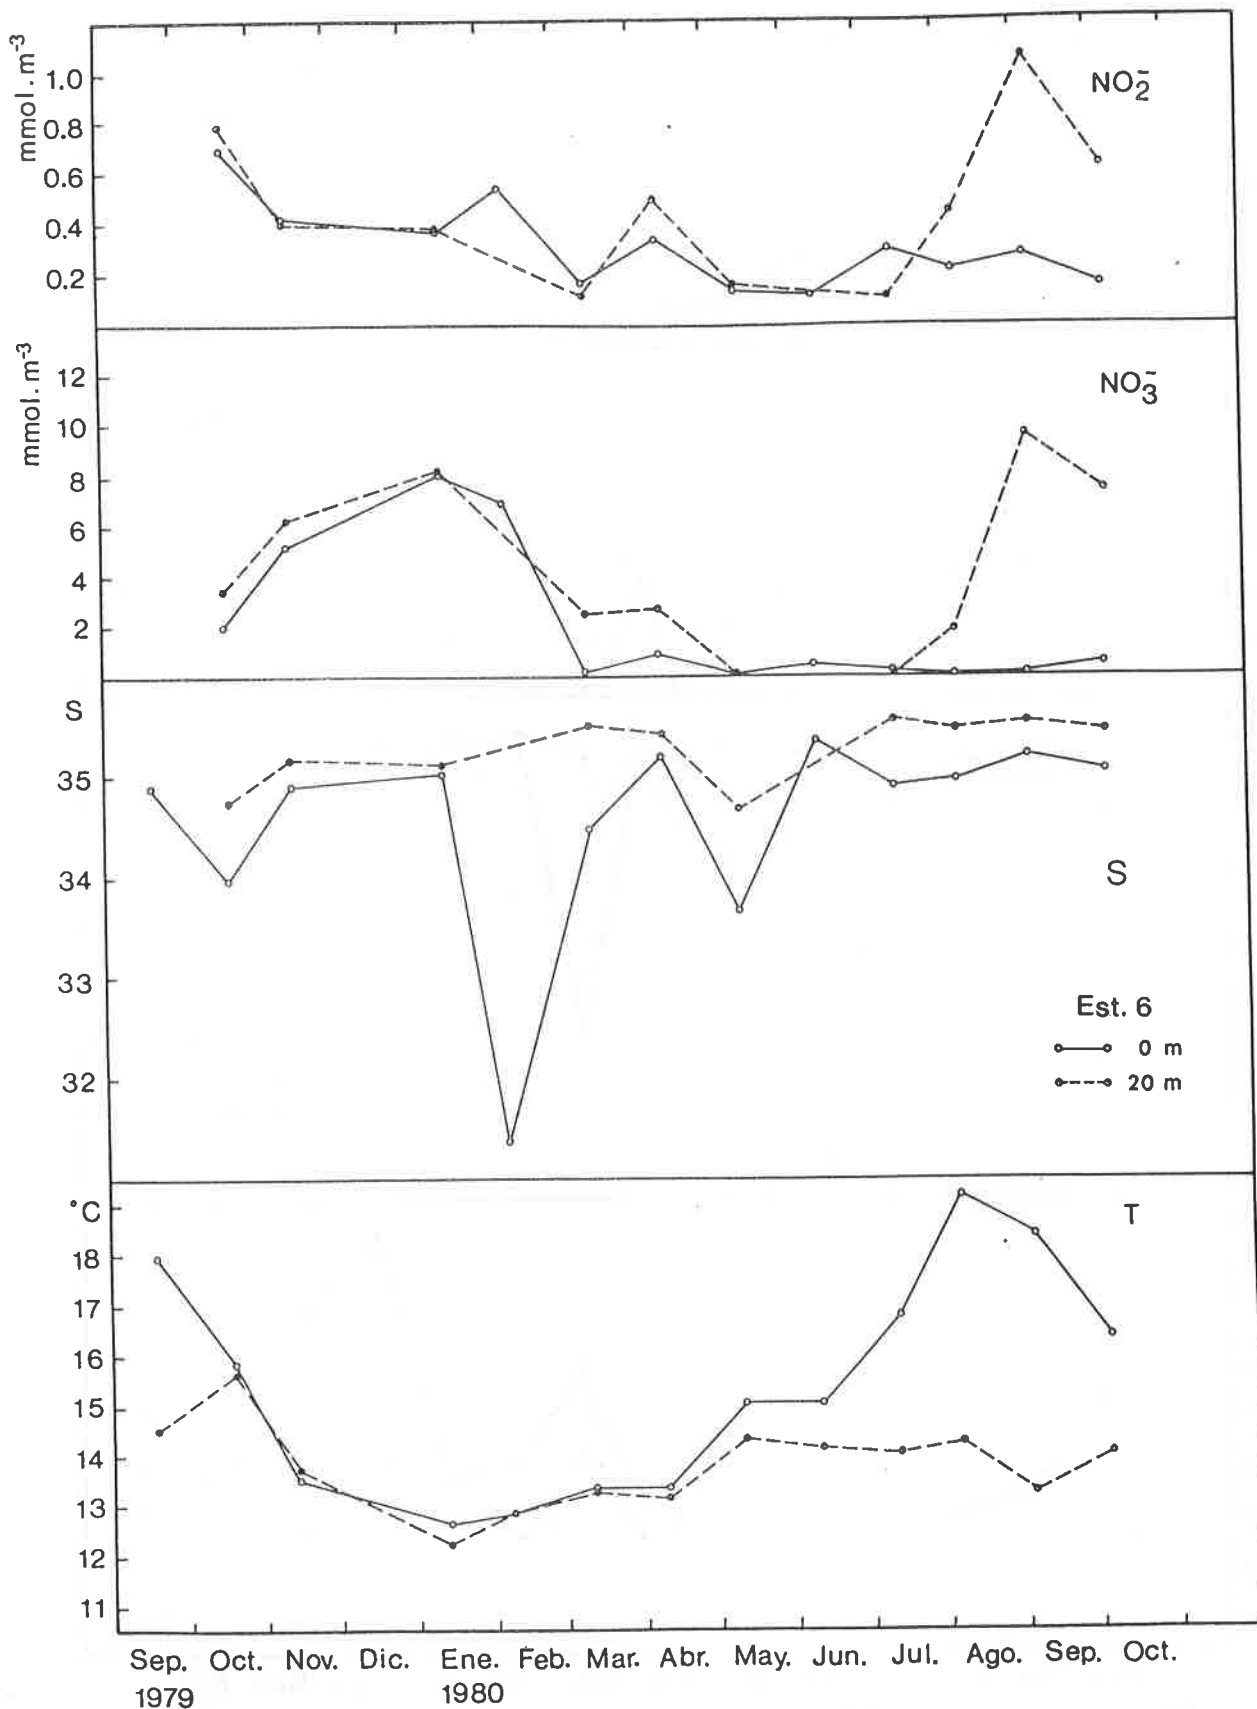 mmol.m⁻³
1.0
0.8
0.6
0.4
0.2
NO₂⁻
mmol.m⁻³
12
10
8
6
4
2
NO₃⁻
S
35
34
33
32
S
Est. 6
0 m
20 m
°C
18
17
16
15
14
13
12
11
T
Sep. Oct. Nov. Dic. Ene. Feb. Mar. Abr. May. Jun. Jul. Ago. Sep. Oct.
1979 1980